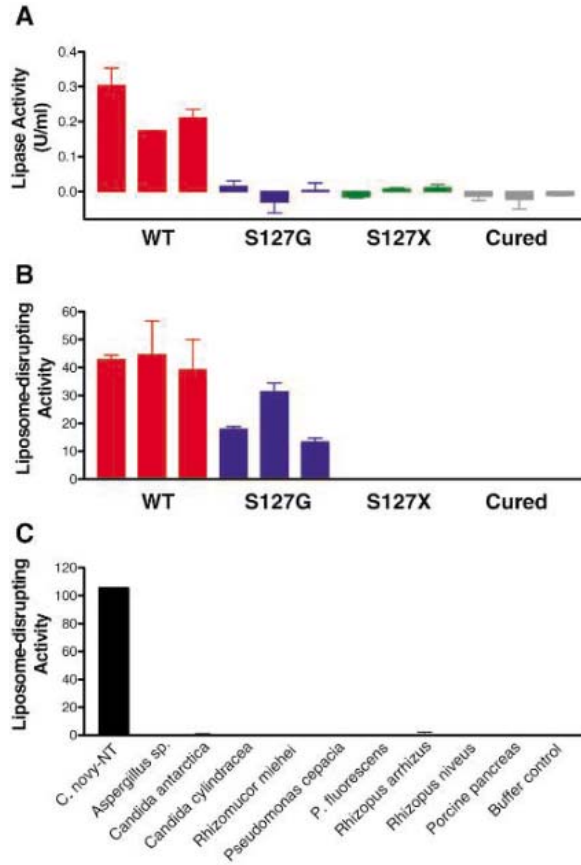 A
Lipase Activity
(U/ml)
0.4
0.3
0.2
0.1
0.0
WT S127G S127X Cured
B
Liposome-disrupting
Activity
60
50
40
30
20
10
0
WT S127G S127X Cured
C
Liposome-disrupting
Activity
120
100
80
60
40
20
0
C. novy-NT
Aspergillus sp.
Candida antarctica
Candida cylindracea
Rhizomucor miehei
Pseudomonas cepacia
P. fluorescens
Rhizopus arrhizus
Rhizopus niveus
Porcine pancreas
Buffer control